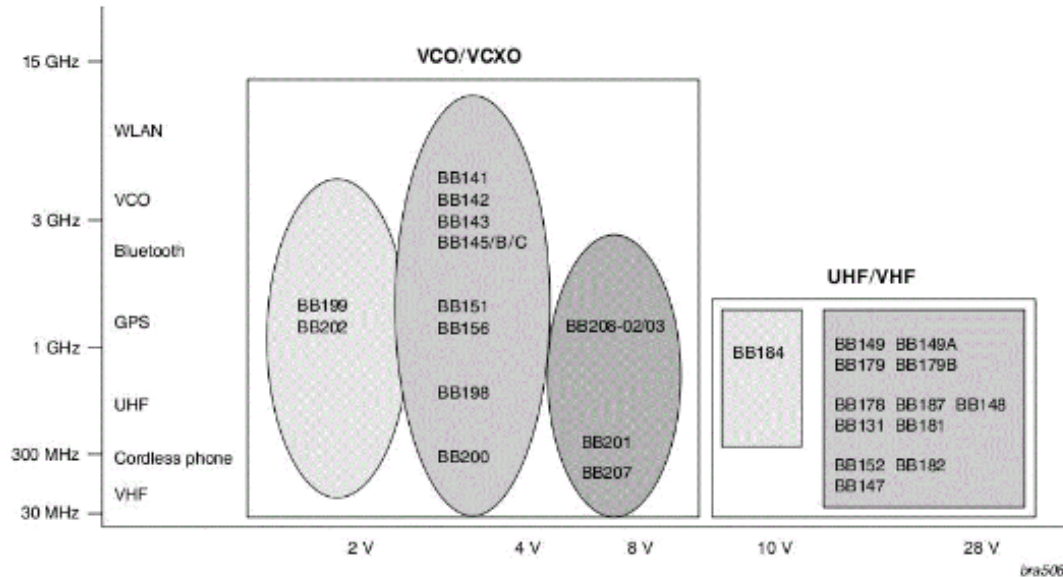 VCO/VCXO
15 GHz
WLAN
BB141
BB142
VCO
3 GHz
BB143
BB145/B/C
Bluetooth
UHF/VHF
BB199
BB202
BB151
BB156
GPS
BB208-02/03
1 GHz
BB184
BB149 BB149A
BB179 BB179B
BB198
UHF
BB178 BB187 BB148
BB131 BB181
BB201
300 MHz
Cordless phone
BB200
BB207
BB152 BB182
BB147
VHF
30 MHz
2 V
4 V
8 V
10 V
28 V